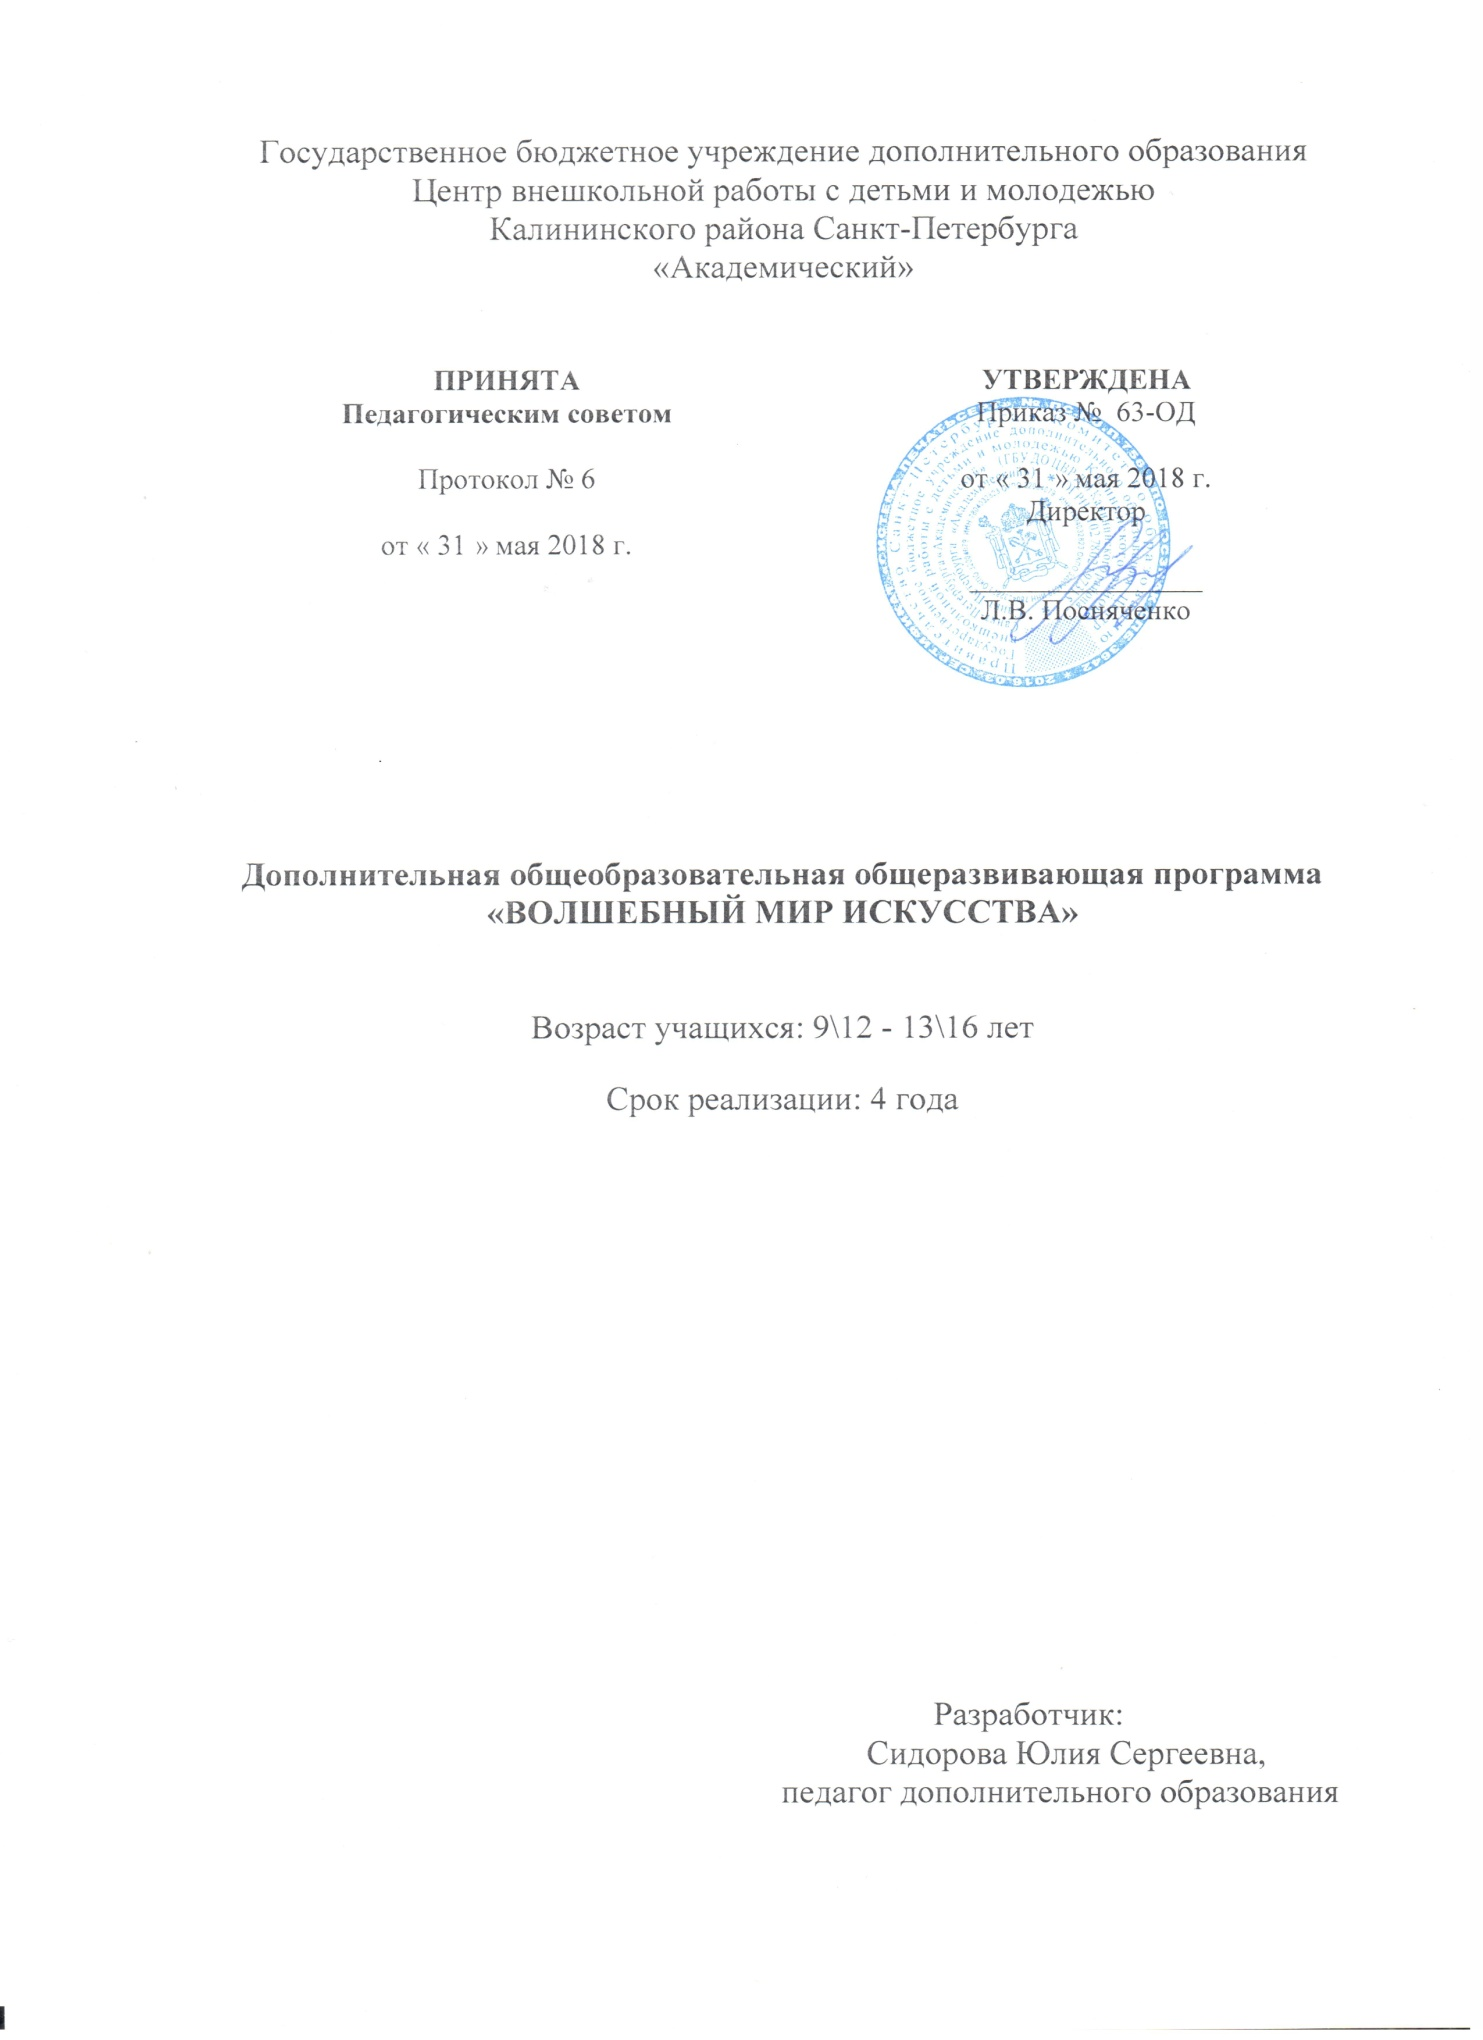 Государственное бюджетное учреждение дополнительного образования
Центр внешкольной работы с детьми и молодежью
Калининского района Санкт-Петербурга
«Академический»
ПРИНЯТА
Педагогическим советом
Протокол № 6
от « 31 » мая 2018 г.
УТВЕРЖДЕНА
Приказ № 63-ОД
от « 31 » мая 2018 г.
Директор
Л.В. Посняченко
Дополнительная общеобразовательная общеразвивающая программа
«ВОЛШЕБНЫЙ МИР ИСКУССТВА»
Возраст учащихся: 9\12 - 13\16 лет
Срок реализации: 4 года
Разработчик:
Сидорова Юлия Сергеевна,
педагог дополнительного образования